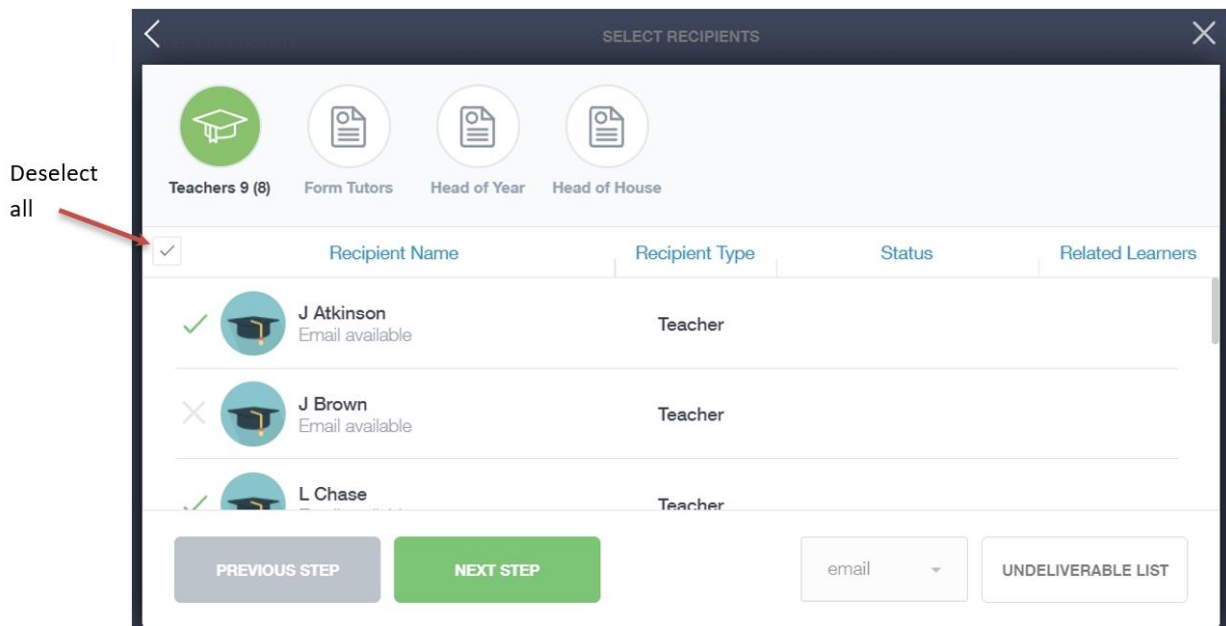 SELECT RECIPIENTS
Teachers 9 (8)
Form Tutors
Head of Year
Head of House
Deselect
all
Recipient Name
Recipient Type
Status
Related Learners
J Atkinson
Email available
Teacher
J Brown
Email available
Teacher
L Chase
Teacher
PREVIOUS STEP
NEXT STEP
email
UNDELIVERABLE LIST